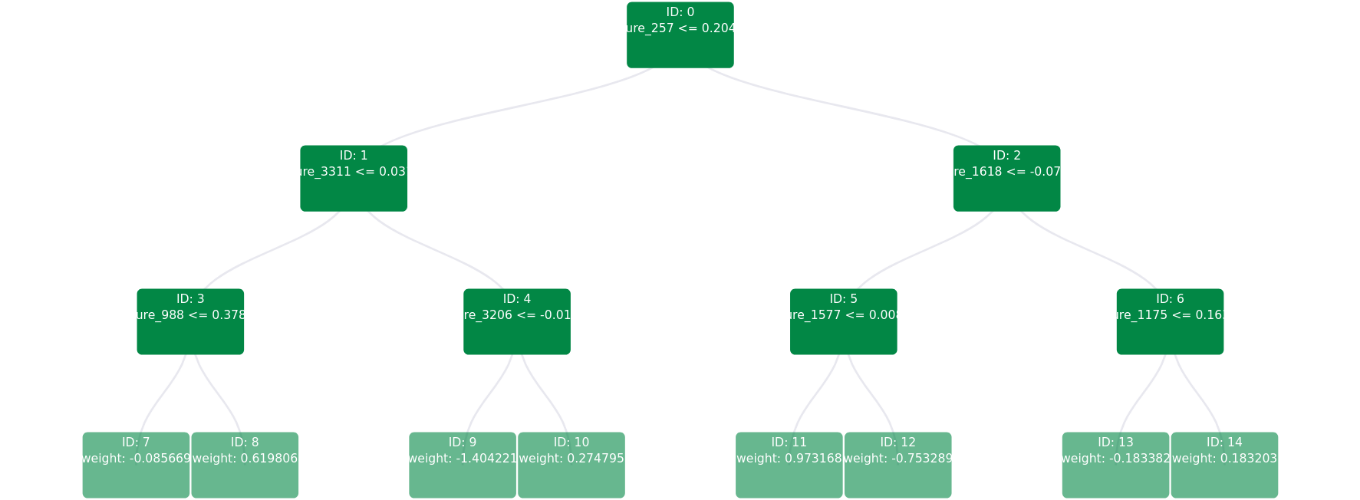 ID: 0
ure_257 <= 0.204
ID: 1
ure_3311 <= 0.03
ID: 2
re_1618 <= -0.07
ID: 3
ure_988 <= 0.378
ID: 4
re_3206 <= -0.01
ID: 5
ure_1577 <= 0.008
ID: 6
ure_1175 <= 0.16
ID: 7
weight: -0.085669
ID: 8
weight: 0.619806
ID: 9
weight: -1.404221
ID: 10
weight: 0.274795
ID: 11
weight: 0.973168
ID: 12
weight: -0.753289
ID: 13
weight: -0.183382
ID: 14
weight: 0.183203